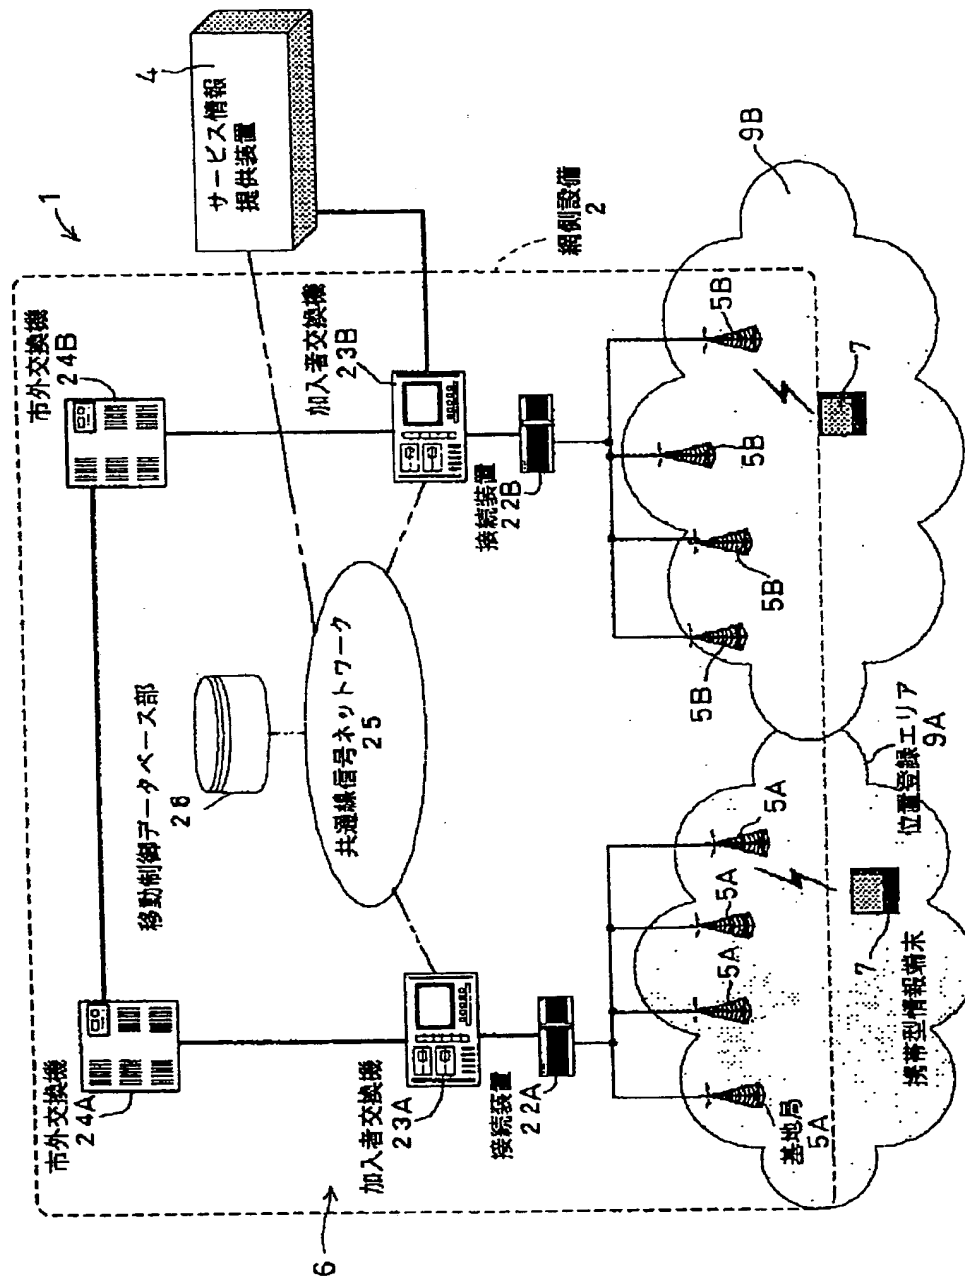 1
4
サービス情報
提供装置
市外交換機
24B
加入者交換機
23B
網側設備
2
9B
接続装置
22B
5B
5B
5B
5B
7
移動制御データベース部
26
共通線信号ネットワーク
25
位置登録エリア
9A
市外交換機
24A
加入者交換機
23A
接続装置
22A
5A
5A
5A
基地局
5A
7
携帯型情報端末
6